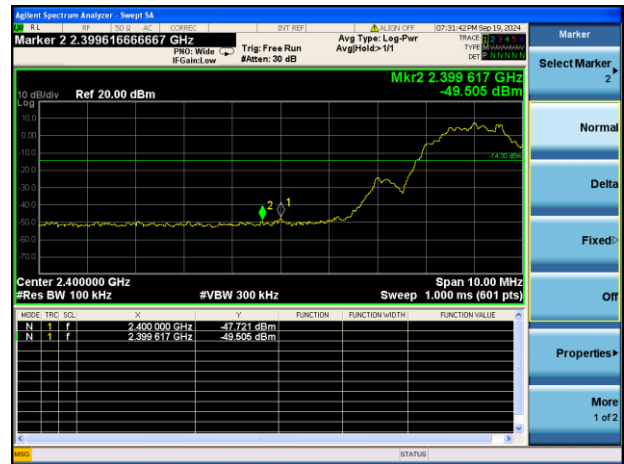 Agilent Spectrum Analyzer - Swept SA
RL RF 50 Ω AC CORREC INT REF ALIGN OFF 07:31:42PM Sep 19, 2024
Marker 2 2.399616666667 GHz
PNO: Wide
IFGain:Low
Trig: Free Run
#Atten: 30 dB
Avg Type: Log-Pwr
Avg|Hold:>1/1
TRACE 1 2 3 4 5 6
TYPE M
DET P N N N N N
Mkr2 2.399 617 GHz
-49.505 dBm
10 dB/div Ref 20.00 dBm
Log
10.0
0.00
-10.0
-14.30 dBm
-20.0
-30.0
-40.0
2 1
-50.0
-60.0
-70.0
Center 2.400000 GHz Span 10.00 MHz
#Res BW 100 kHz #VBW 300 kHz Sweep 1.000 ms (601 pts)
MODE TRC SCL X Y FUNCTION FUNCTION WIDTH FUNCTION VALUE
N 1 f 2.400 000 GHz -47.721 dBm
N 1 f 2.399 617 GHz -49.505 dBm
MSG STATUS
Marker
Select Marker
2
Normal
Delta
Fixed
Off
Properties
More
1 of 2